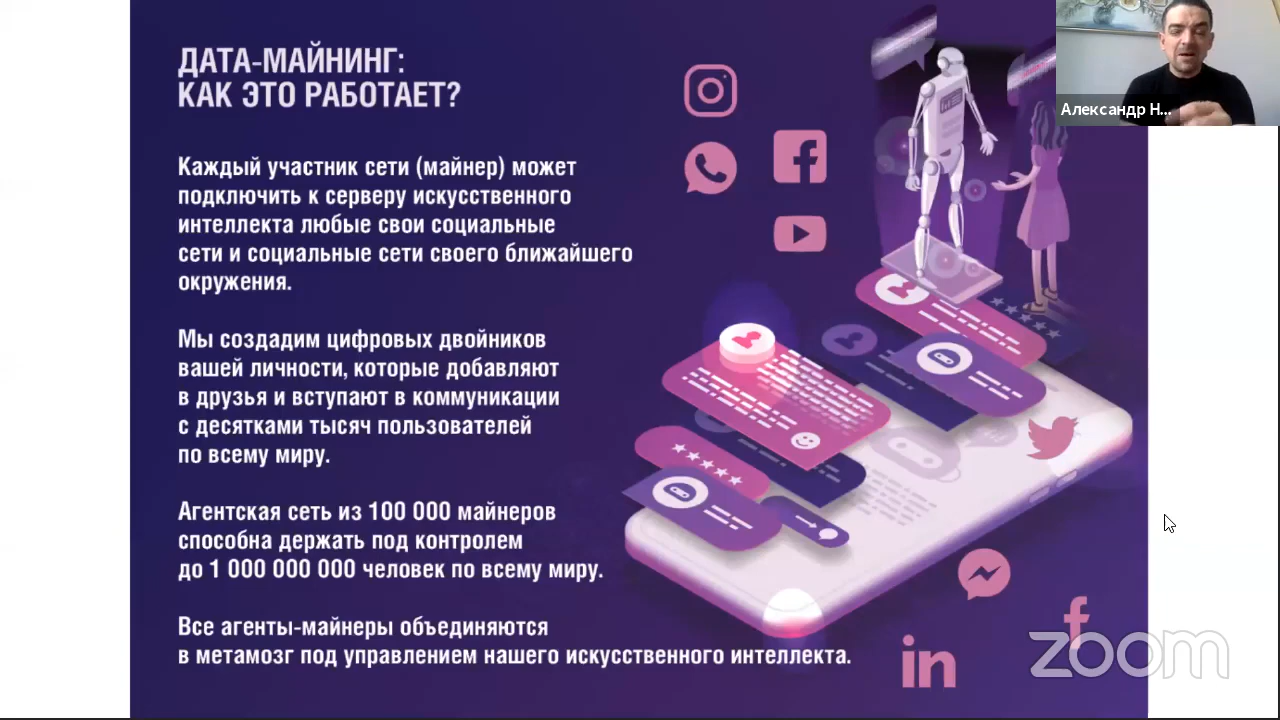 ДАТА-МАЙНИНГ:
КАК ЭТО РАБОТАЕТ?
Каждый участник сети (майнер) может
подключить к серверу искусственного
интеллекта любые свои социальные
сети и социальные сети своего ближайшего
окружения.
Мы создадим цифровых двойников
вашей личности, которые добавляют
в друзья и вступают в коммуникации
с десятками тысяч пользователей
по всему миру.
Агентская сеть из 100 000 майнеров
способна держать под контролем
до 1 000 000 000 человек по всему миру.
Все агенты-майнеры объединяются
в метамозг под управлением нашего искусственного интеллекта.
Александр Н...
in
f
zoom